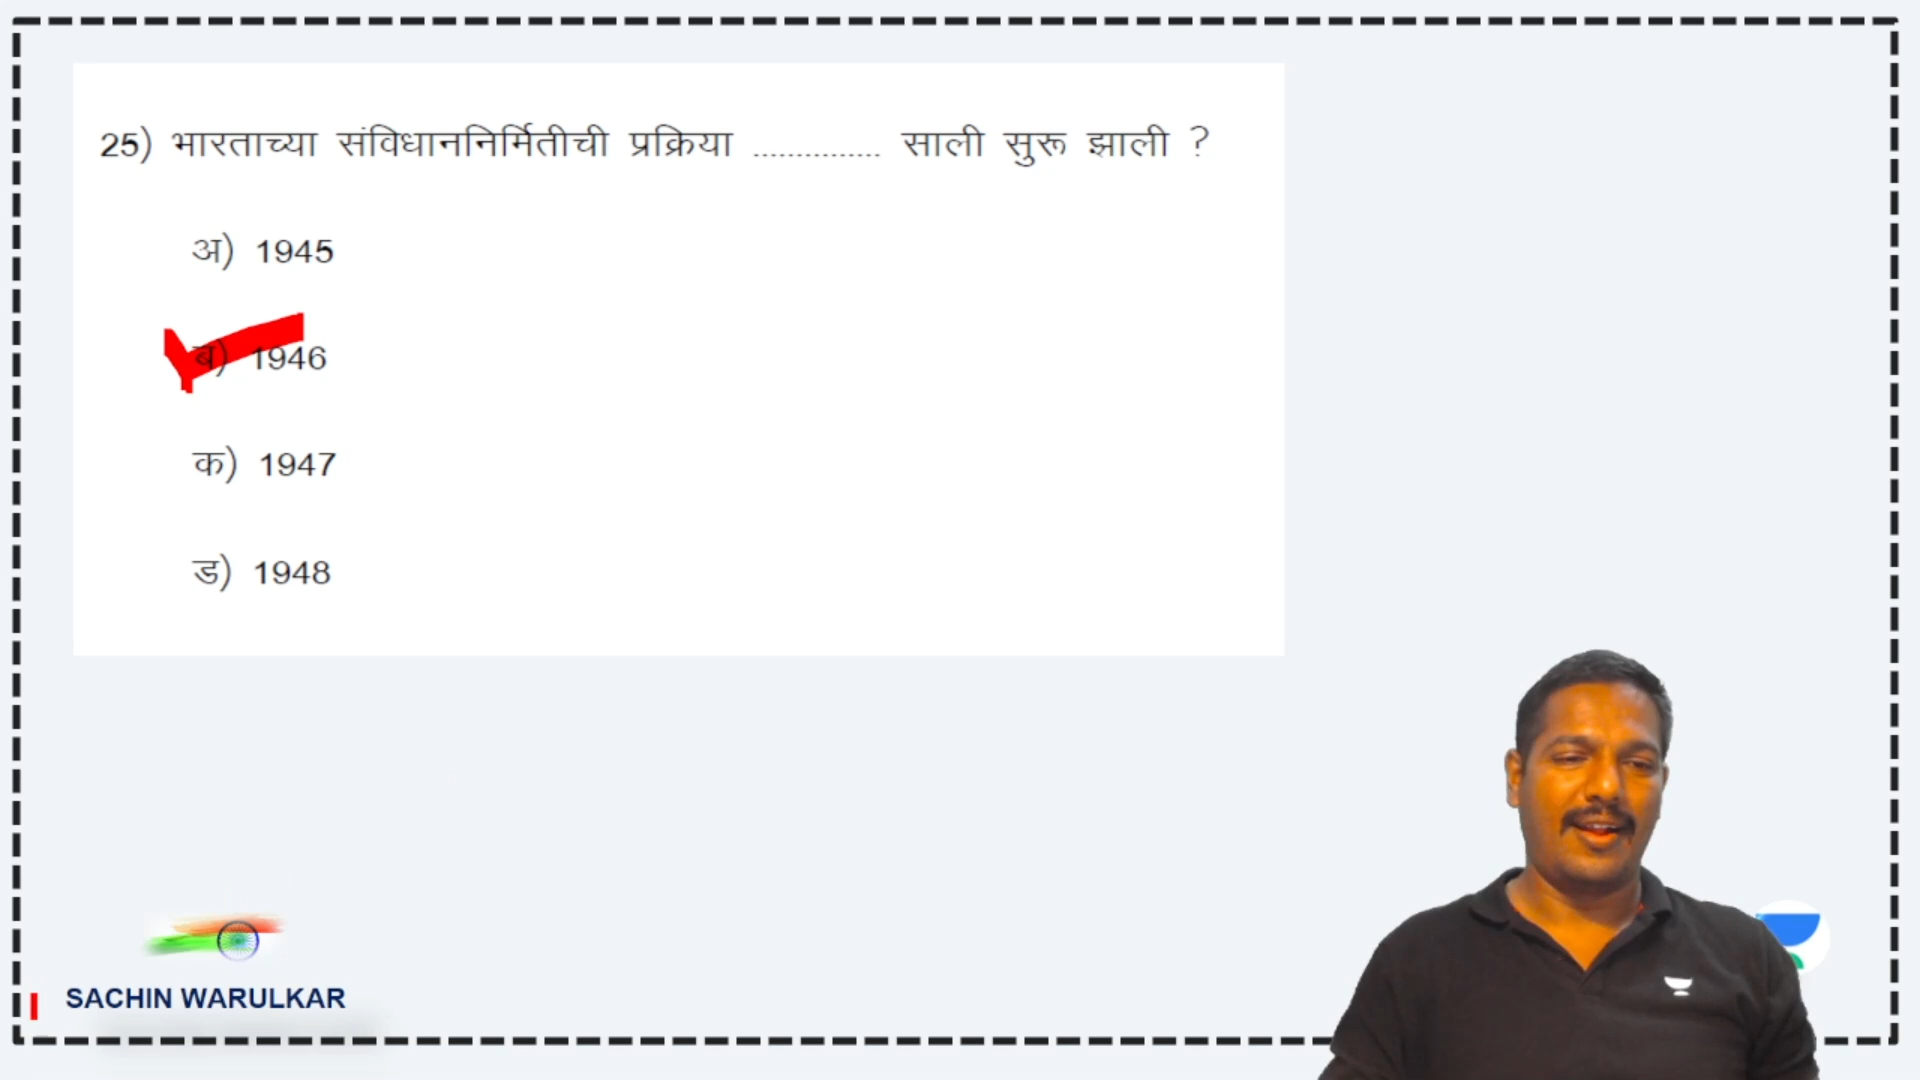 25) भारताच्या संविधाननिर्मितीची प्रक्रिया ............... साली सुरू झाली ?
अ) 1945
ब) 1946
क) 1947
ड) 1948
SACHIN WARULKAR